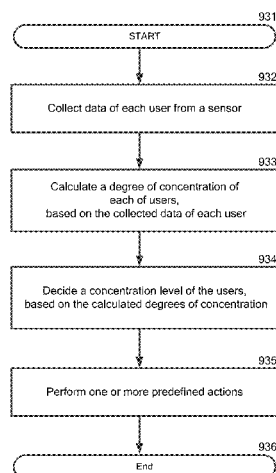 931
START
932
Collect data of each user from a sensor
933
Calculate a degree of concentration of
each of users,
based on the collected data of each user
934
Decide a concentration level of the users,
based on the calculated degrees of concentration
935
Perform one or more predefined actions
936
End